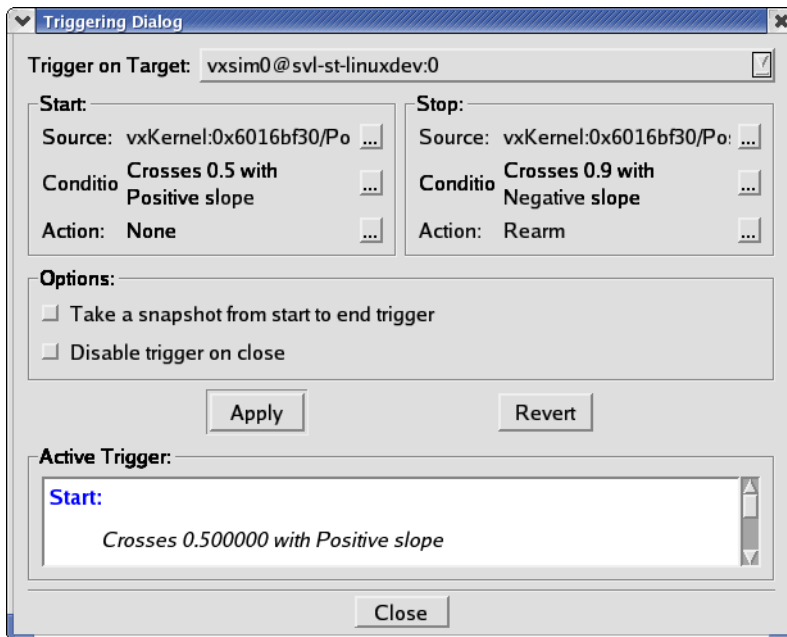 Triggering Dialog
Trigger on Target: vxsim0@svl-st-linuxdev:0
Start:
Source: vxKernel:0x6016bf30/Po ...
Conditio Crosses 0.5 with
Positive slope ...
Action: None ...
Stop:
Source: vxKernel:0x6016bf30/Po: ...
Conditio Crosses 0.9 with
Negative slope ...
Action: Rearm ...
Options:
Take a snapshot from start to end trigger
Disable trigger on close
Apply Revert
Active Trigger:
Start:
Crosses 0.500000 with Positive slope
Close